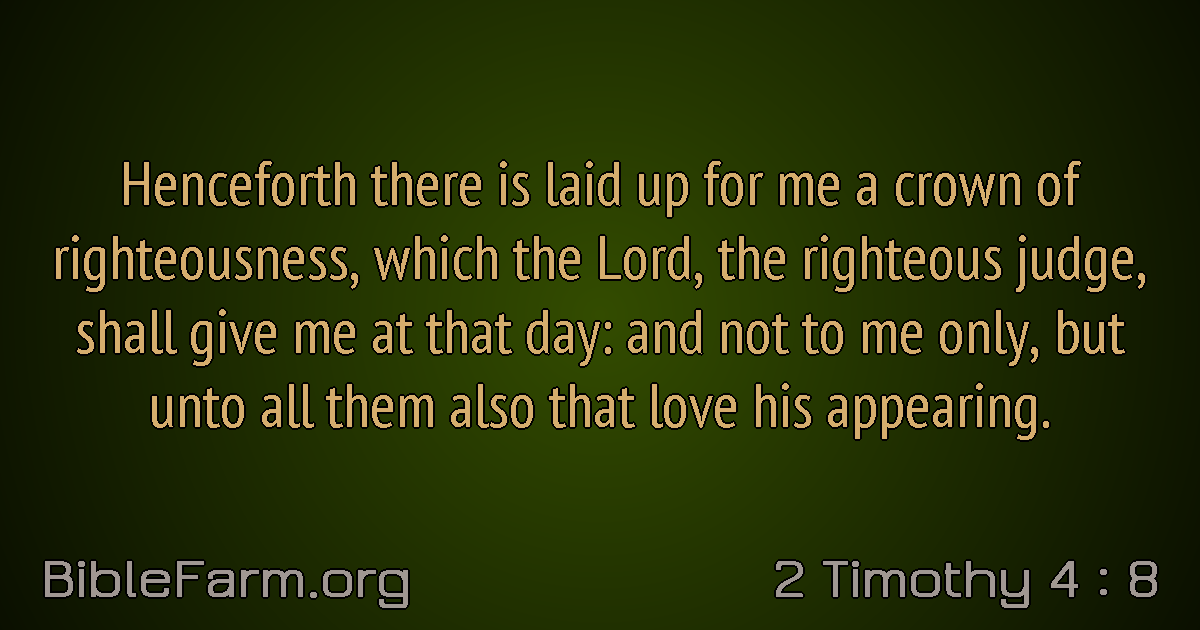 Henceforth there is laid up for me a crown of
righteousness, which the Lord, the righteous judge,
shall give me at that day: and not to me only, but
unto all them also that love his appearing.
BibleFarm.org
2 Timothy 4 : 8